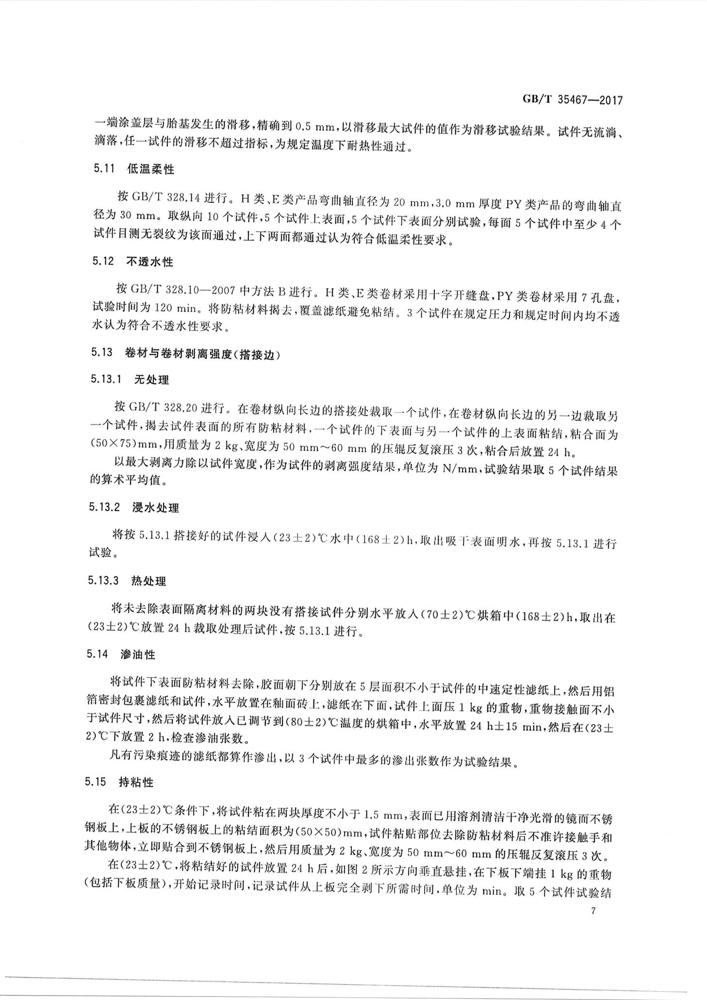 GB/T 35467—2017
一端涂盖层与胎基发生的滑移,精确到 0.5 mm,以滑移最大试件的值作为滑移试验结果。试件无流淌、
滴落,任一试件的滑移不超过指标,为规定温度下耐热性通过。
5.11 低温柔性
按 GB/T 328.14 进行。H 类、E 类产品弯曲轴直径为 20 mm,3.0 mm 厚度 PY 类产品的弯曲轴直
径为 30 mm。取纵向 10 个试件,5 个试件上表面,5 个试件下表面分别试验,每面 5 个试件中至少 4 个
试件目测无裂纹为该面通过,上下两面都通过认为符合低温柔性要求。
5.12 不透水性
按 GB/T 328.10—2007 中方法 B 进行。H 类、E 类卷材采用十字开缝盘,PY 类卷材采用 7 孔盘,
试验时间为 120 min。将防粘材料揭去,覆盖滤纸避免粘结。3 个试件在规定压力和规定时间内均不透
水认为符合不透水性要求。
5.13 卷材与卷材剥离强度(搭接边)
5.13.1 无处理
按 GB/T 328.20 进行。在卷材纵向长边的搭接处裁取一个试件,在卷材纵向长边的另一边裁取另
一个试件,揭去试件表面的所有防粘材料,一个试件的下表面与另一个试件的上表面粘结,粘合面为
(50×75)mm,用质量为 2 kg、宽度为 50 mm～60 mm 的压辊反复滚压 3 次,粘合后放置 24 h。
以最大剥离力除以试件宽度,作为试件的剥离强度结果,单位为 N/mm,试验结果取 5 个试件结果
的算术平均值。
5.13.2 浸水处理
将按 5.13.1 搭接好的试件浸入(23±2)℃水中(168±2)h,取出吸干表面明水,再按 5.13.1 进行
试验。
5.13.3 热处理
将未去除表面隔离材料的两块没有搭接试件分别水平放入(70±2)℃烘箱中(168±2)h,取出在
(23±2)℃放置 24 h 裁取处理后试件,按 5.13.1 进行。
5.14 渗油性
将试件下表面防粘材料去除,胶面朝下分别放在 5 层面积不小于试件的中速定性滤纸上,然后用铝
箔密封包裹滤纸和试件,水平放置在釉面砖上,滤纸在下面,试件上面压 1 kg 的重物,重物接触面不小
于试件尺寸,然后将试件放入已调节到(80±2)℃温度的烘箱中,水平放置 24 h±15 min,然后在(23±
2)℃下放置 2 h,检查渗油张数。
凡有污染痕迹的滤纸都算作渗出,以 3 个试件中最多的渗出张数作为试验结果。
5.15 持粘性
在(23±2)℃条件下,将试件粘在两块厚度不小于 1.5 mm,表面已用溶剂清洁干净光滑的镜面不锈
钢板上,上板的不锈钢板上的粘结面积为(50×50)mm,试件粘贴部位去除防粘材料后不准许接触手和
其他物体,立即贴合到不锈钢板上,然后用质量为 2 kg、宽度为 50 mm～60 mm 的压辊反复滚压 3 次。
在(23±2)℃,将粘结好的试件放置 24 h 后,如图 2 所示方向垂直悬挂,在下板下端挂 1 kg 的重物
(包括下板质量),开始记录时间,记录试件从上板完全剥下所需时间,单位为 min。取 5 个试件试验结
7